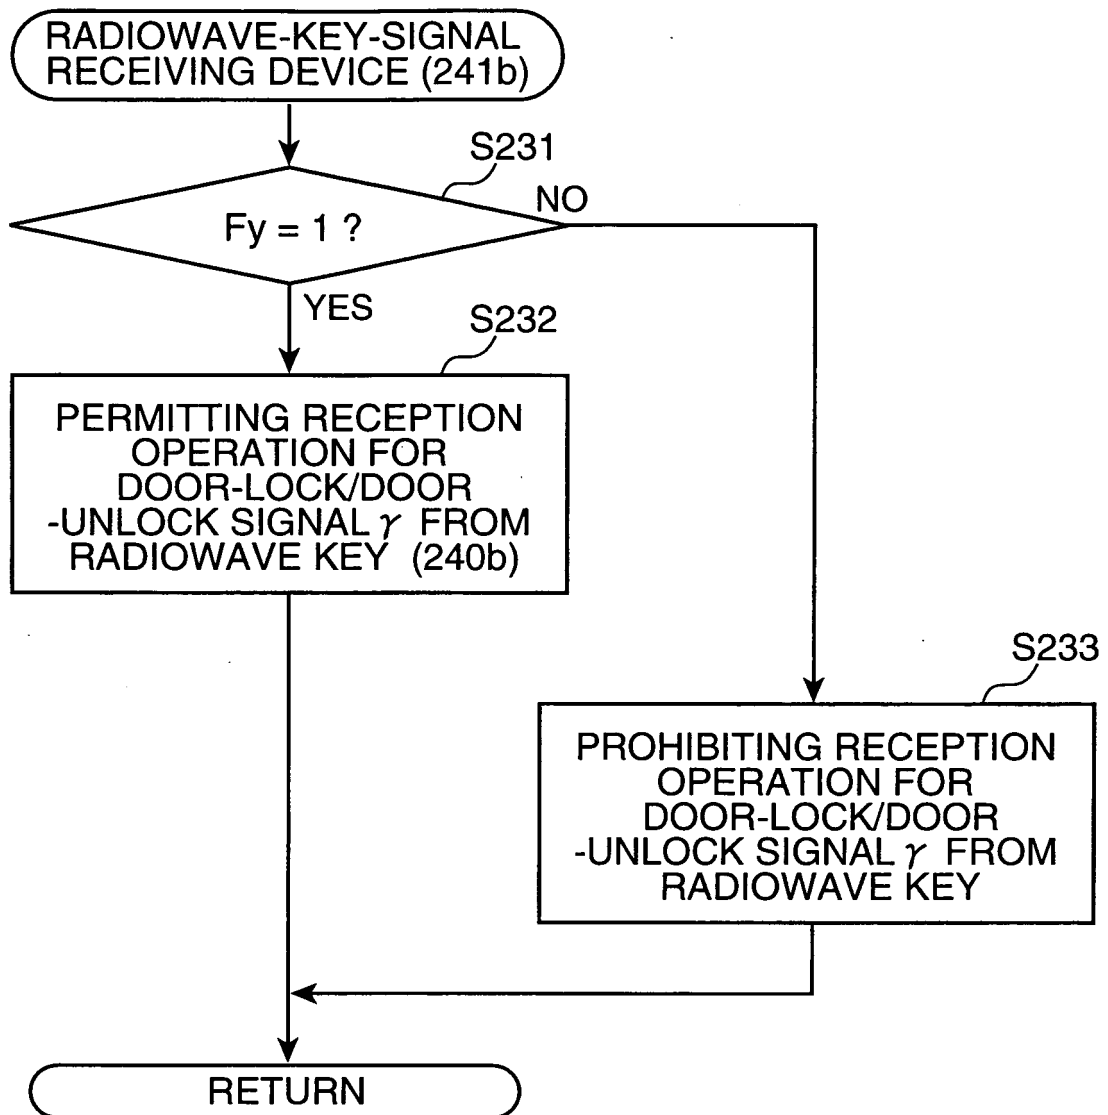 RADIOWAVE-KEY-SIGNAL
RECEIVING DEVICE (241b)
S231
Fy = 1 ?
NO
YES
S232
PERMITTING RECEPTION
OPERATION FOR
DOOR-LOCK/DOOR
-UNLOCK SIGNAL γ FROM
RADIOWAVE KEY (240b)
S233
PROHIBITING RECEPTION
OPERATION FOR
DOOR-LOCK/DOOR
-UNLOCK SIGNAL γ FROM
RADIOWAVE KEY
RETURN